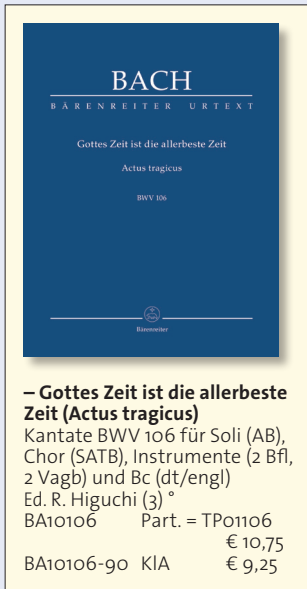 BACH
BÄRENREITER URTEXT
Gottes Zeit ist die allerbeste Zeit
Actus tragicus
BWV 106
Bärenreiter
– Gottes Zeit ist die allerbeste
Zeit (Actus tragicus)
Kantate BWV 106 für Soli (AB),
Chor (SATB), Instrumente (2 Bfl,
2 Vagb) und Bc (dt/engl)
Ed. R. Higuchi (3) °
BA10106 Part. = TP01106
€ 10,75
BA10106-90 KlA € 9,25